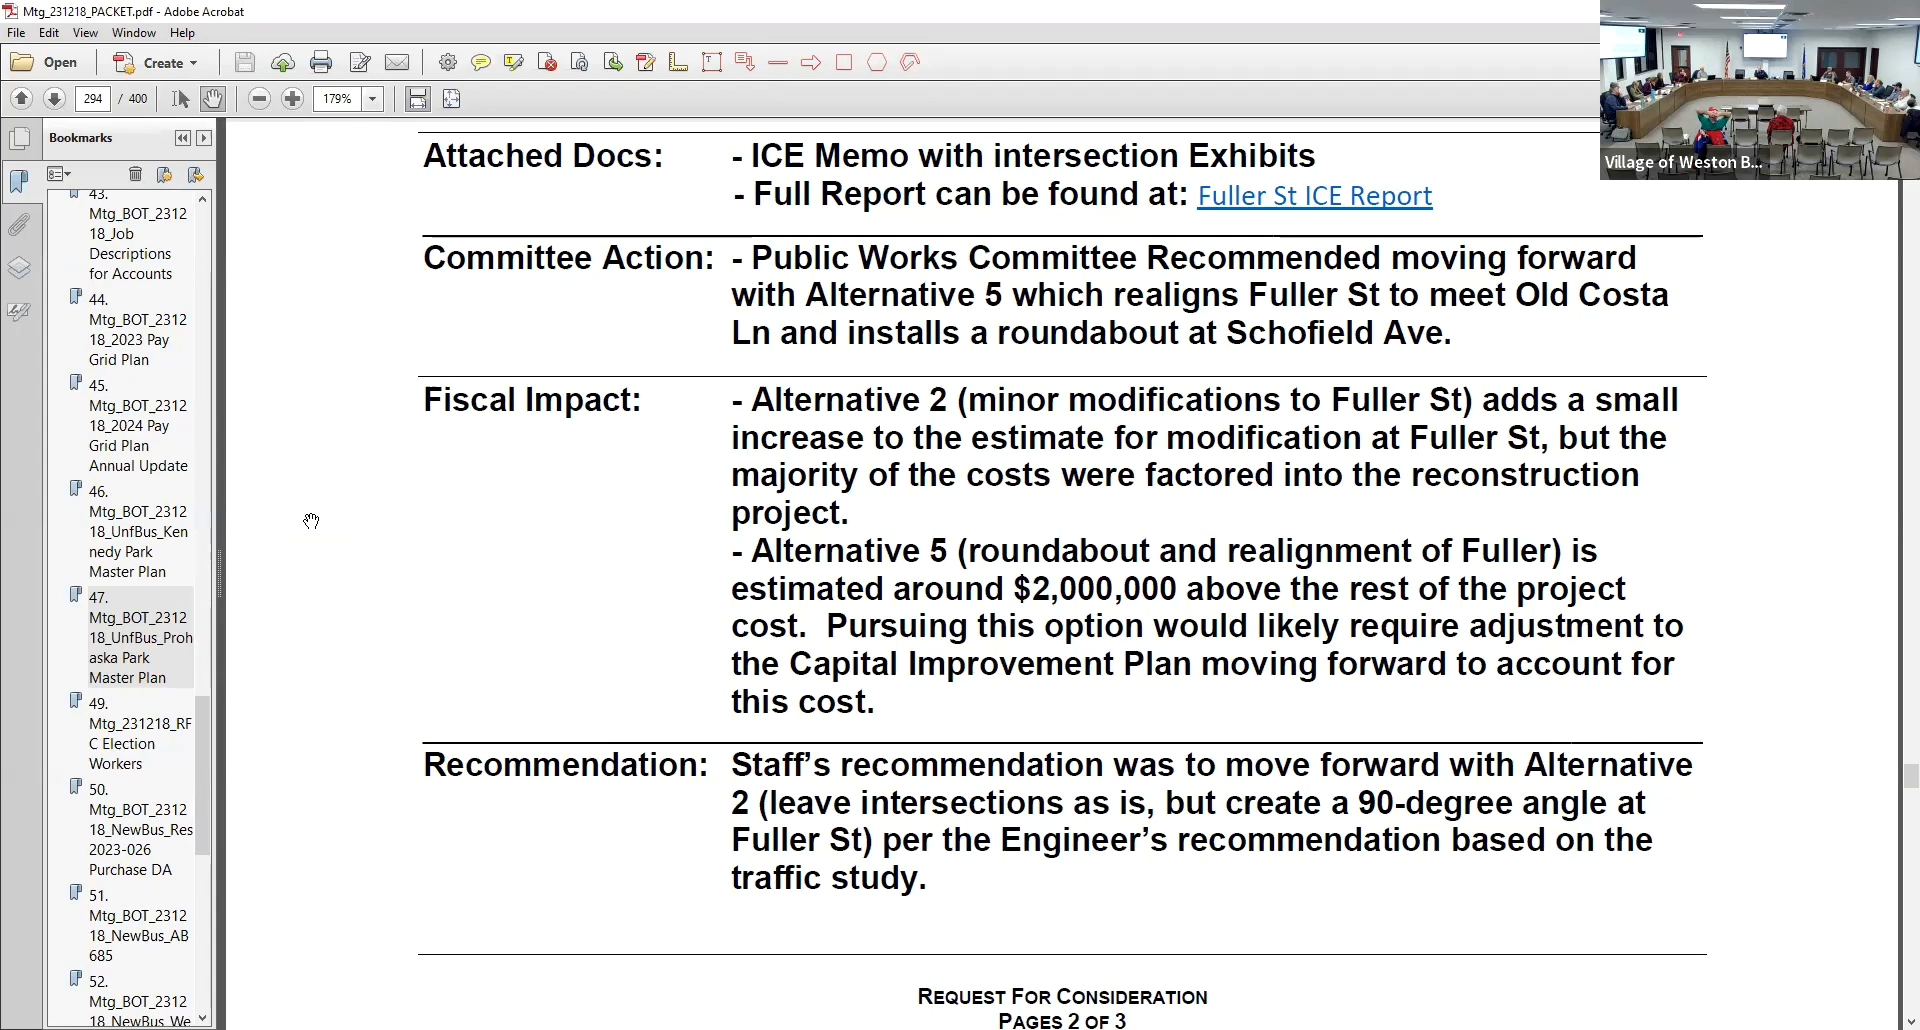 Mtg_231218_PACKET.pdf - Adobe Acrobat
File Edit View Window Help
Open Create
294 / 400 179%
Bookmarks
43.
Mtg_BOT_2312
18_Job
Descriptions
for Accounts
44.
Mtg_BOT_2312
18_2023 Pay
Grid Plan
45.
Mtg_BOT_2312
18_2024 Pay
Grid Plan
Annual Update
46.
Mtg_BOT_2312
18_UnfBus_Ken
nedy Park
Master Plan
47.
Mtg_BOT_2312
18_UnfBus_Proh
aska Park
Master Plan
49.
Mtg_231218_RF
C Election
Workers
50.
Mtg_BOT_2312
18_NewBus_Res
2023-026
Purchase DA
51.
Mtg_BOT_2312
18_NewBus_AB
685
52.
Mtg_BOT_2312
18_NewBus_We
Attached Docs: - ICE Memo with intersection Exhibits
- Full Report can be found at: Fuller St ICE Report
Committee Action: - Public Works Committee Recommended moving forward
with Alternative 5 which realigns Fuller St to meet Old Costa
Ln and installs a roundabout at Schofield Ave.
Fiscal Impact: - Alternative 2 (minor modifications to Fuller St) adds a small
increase to the estimate for modification at Fuller St, but the
majority of the costs were factored into the reconstruction
project.
- Alternative 5 (roundabout and realignment of Fuller) is
estimated around $2,000,000 above the rest of the project
cost. Pursuing this option would likely require adjustment to
the Capital Improvement Plan moving forward to account for
this cost.
Recommendation: Staff’s recommendation was to move forward with Alternative
2 (leave intersections as is, but create a 90-degree angle at
Fuller St) per the Engineer’s recommendation based on the
traffic study.
REQUEST FOR CONSIDERATION
PAGES 2 OF 3
Village of Weston B...